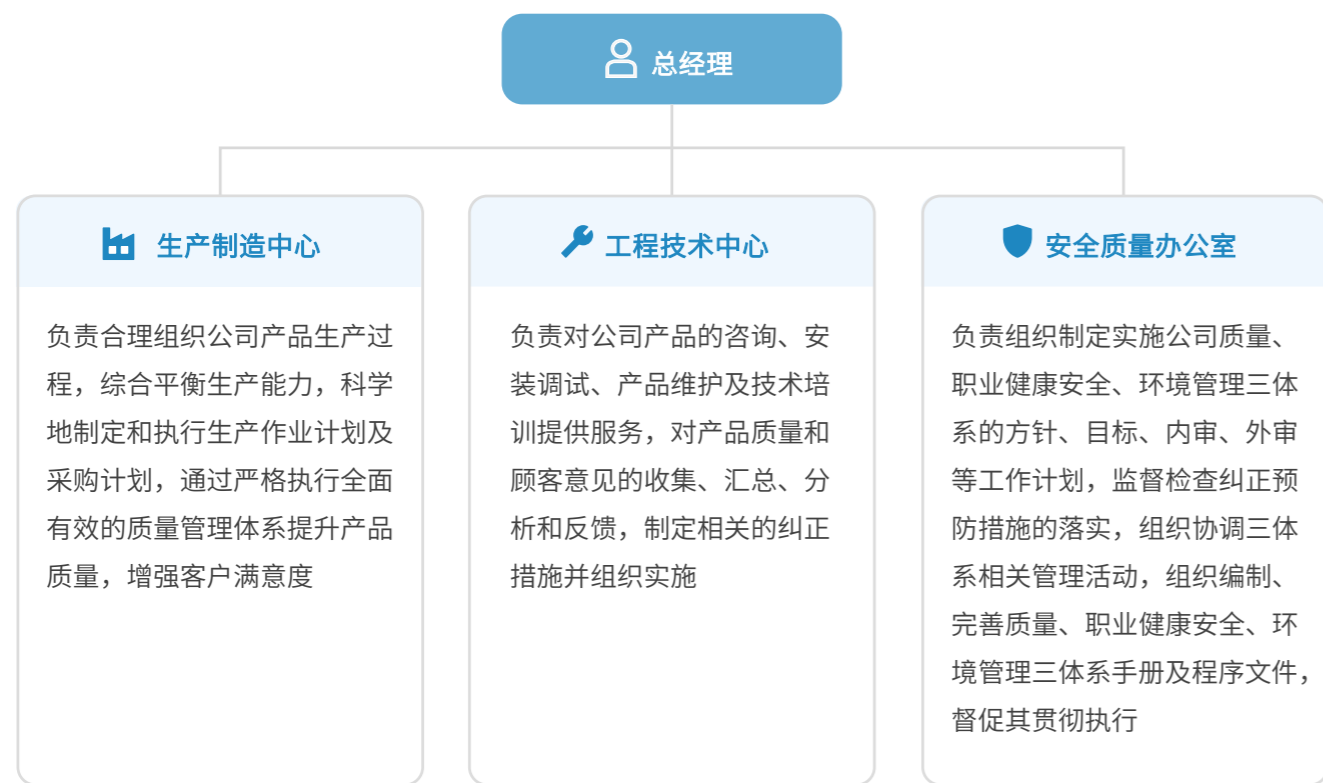 总经理
生产制造中心
负责合理组织公司产品生产过
程，综合平衡生产能力，科学
地制定和执行生产作业计划及
采购计划，通过严格执行全面
有效的质量管理体系提升产品
质量，增强客户满意度
工程技术中心
负责对公司产品的咨询、安
装调试、产品维护及技术培
训提供服务，对产品质量和
顾客意见的收集、汇总、分
析和反馈，制定相关的纠正
措施并组织实施
安全质量办公室
负责组织制定实施公司质量、
职业健康安全、环境管理三体
系的方针、目标、内审、外审
等工作计划，监督检查纠正预
防措施的落实，组织协调三体
系相关管理活动，组织编制、
完善质量、职业健康安全、环
境管理三体系手册及程序文件，
督促其贯彻执行